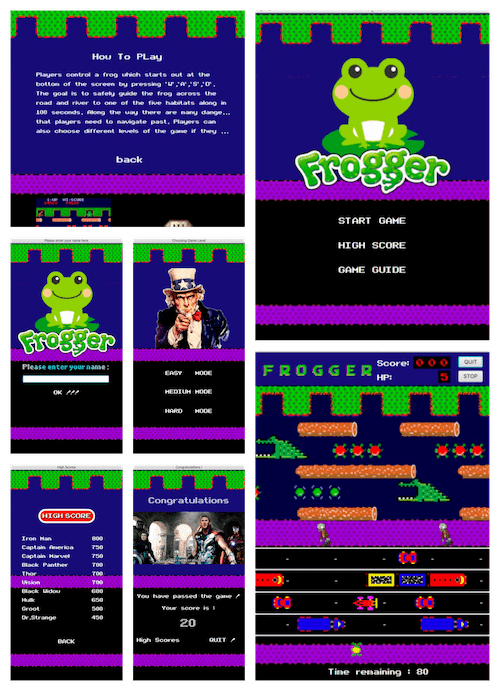 How To Play
Players control a frog which starts out at the
bottom of the screen by pressing 'W','A','S','D'.
The goal is to safely guide the frog across the
road and river to one of the five habitats along in
100 seconds. Along the way there are many dange...
that players need to navigate past. Players can
also choose different levels of the game if they ...
back
1-UP HI-SCORE
Frogger
START GAME
HIGH SCORE
GAME GUIDE
Please enter your name here
Frogger
Please enter your name :
OK !!!
Choosing Game Level
EASY MODE
MEDIUM MODE
HARD MODE
FROGGER
Score: 0 0 0
HP: 5
QUIT
STOP
Time remaining : 80
High Scores
HIGH SCORE
Iron Man 800
Captain America 750
Captain Marvel 750
Black Panther 700
Thor 700
Vision 700
Black Widow 680
Hulk 650
Groot 500
Dr.Strange 450
BACK
Congratulations !
Congratulations
You have passed the game !
Your score is :
20
High Scores QUIT !